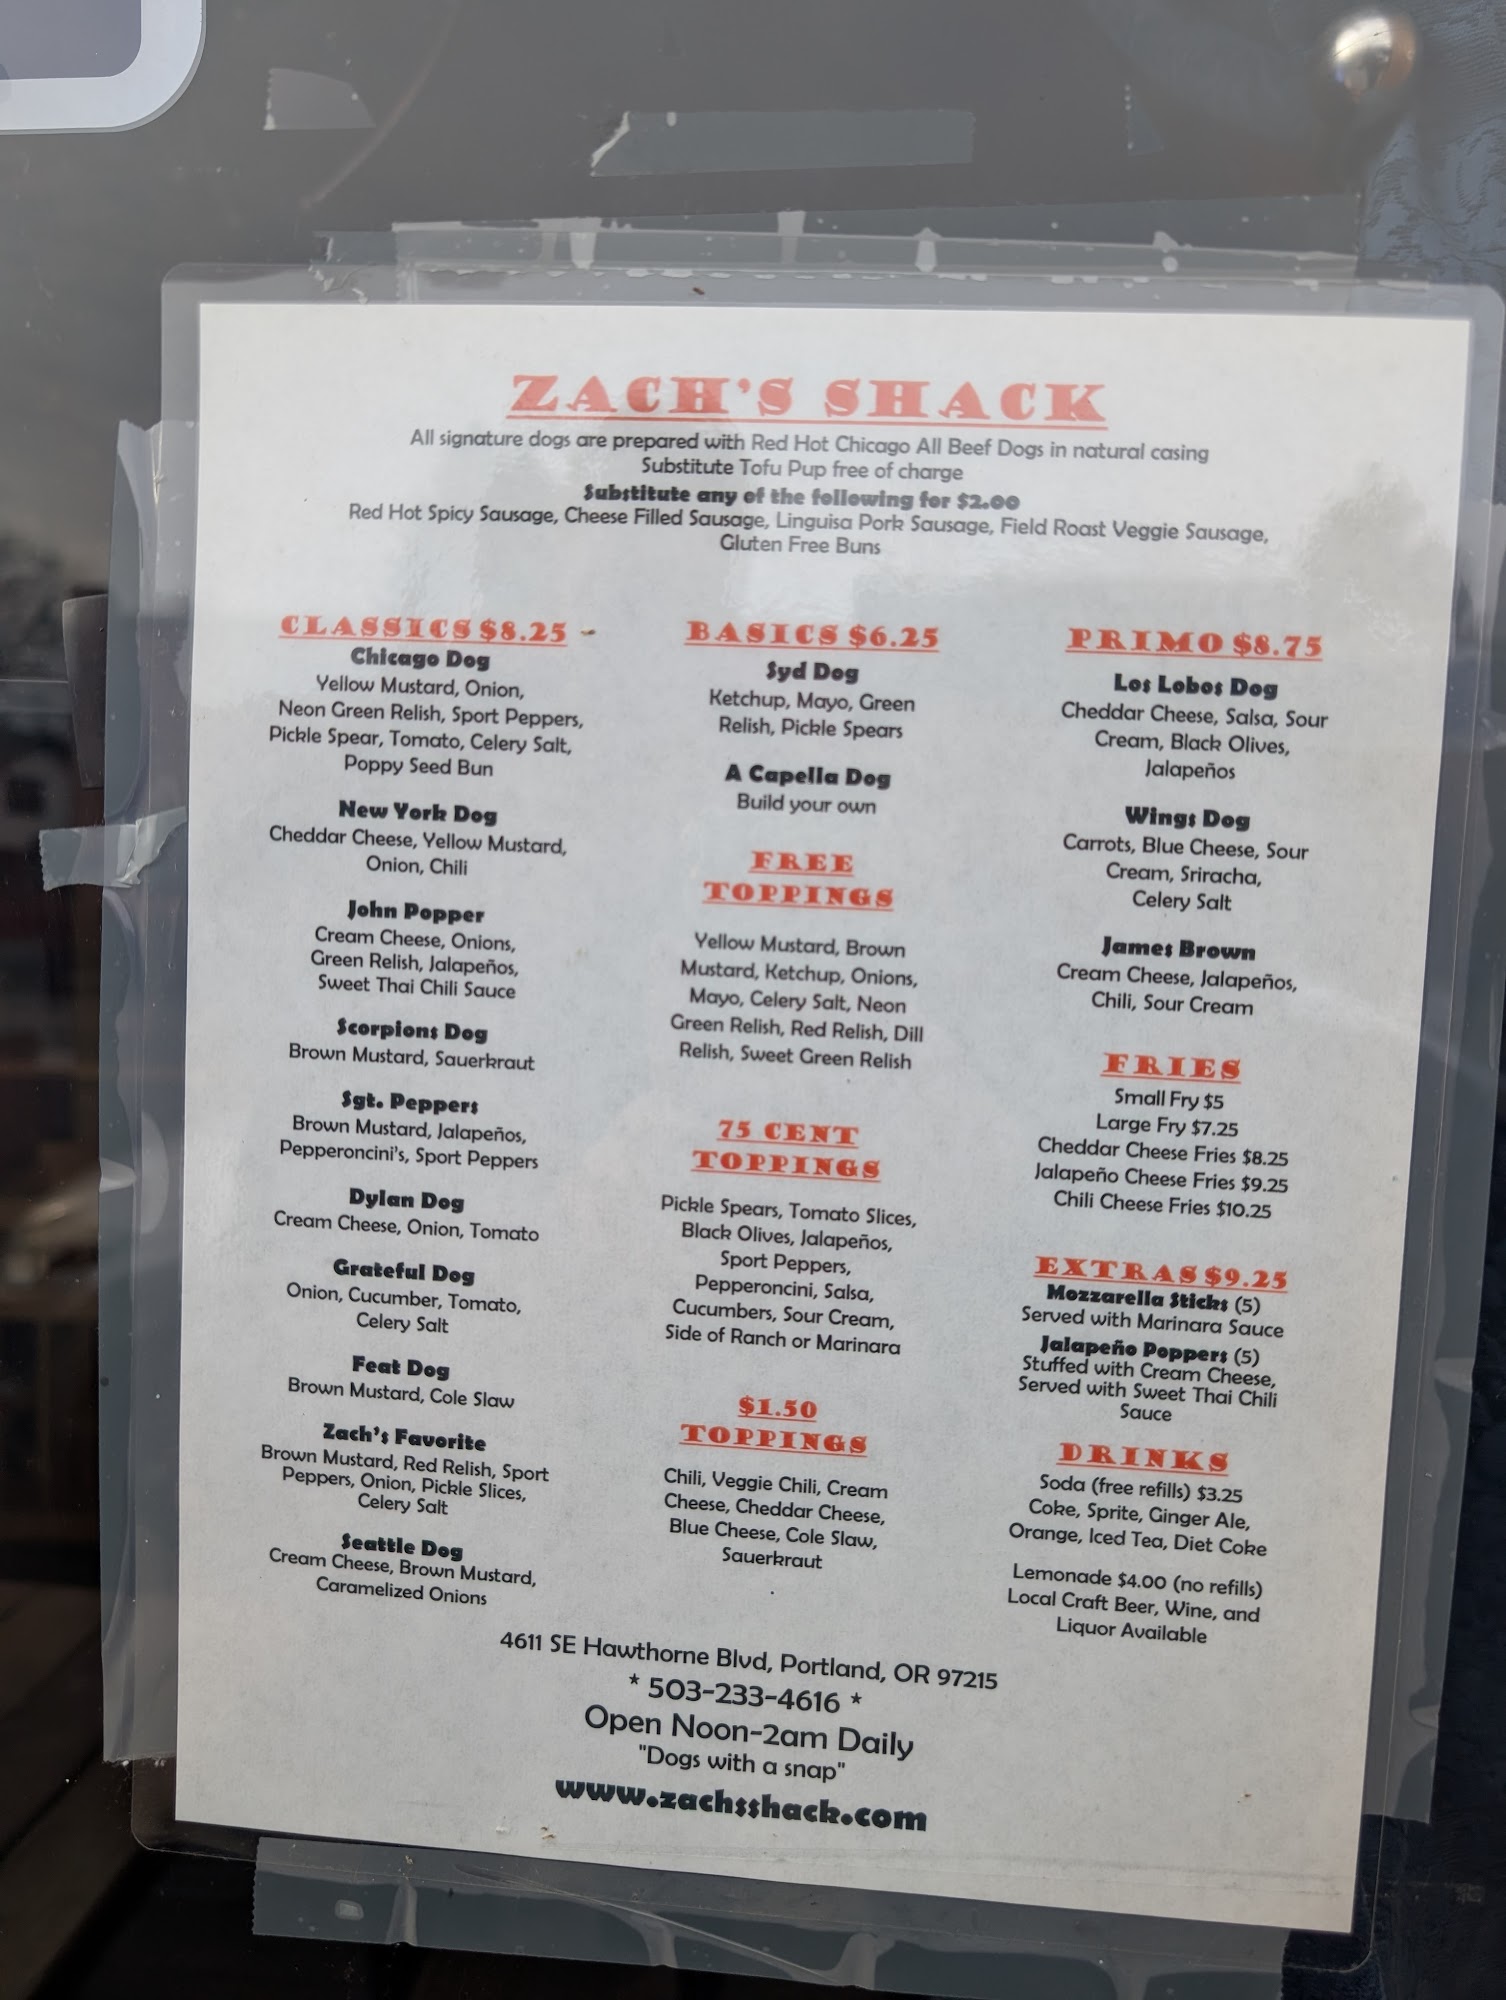 ZACH'S SHACK
All signature dogs are prepared with Red Hot Chicago All Beef Dogs in natural casing
Substitute Tofu Pup free of charge
Substitute any of the following for $2.00
Red Hot Spicy Sausage, Cheese Filled Sausage, Linguisa Pork Sausage, Field Roast Veggie Sausage,
Gluten Free Buns
CLASSICS $8.25
Chicago Dog
Yellow Mustard, Onion,
Neon Green Relish, Sport Peppers,
Pickle Spear, Tomato, Celery Salt,
Poppy Seed Bun
New York Dog
Cheddar Cheese, Yellow Mustard,
Onion, Chili
John Popper
Cream Cheese, Onions,
Green Relish, Jalapeños,
Sweet Thai Chili Sauce
Scorpions Dog
Brown Mustard, Sauerkraut
Sgt. Peppers
Brown Mustard, Jalapeños,
Pepperoncini's, Sport Peppers
Dylan Dog
Cream Cheese, Onion, Tomato
Grateful Dog
Onion, Cucumber, Tomato,
Celery Salt
Feat Dog
Brown Mustard, Cole Slaw
Zach's Favorite
Brown Mustard, Red Relish, Sport
Peppers, Onion, Pickle Slices,
Celery Salt
Seattle Dog
Cream Cheese, Brown Mustard,
Caramelized Onions
BASICS $6.25
Syd Dog
Ketchup, Mayo, Green
Relish, Pickle Spears
A Capella Dog
Build your own
FREE
TOPPINGS
Yellow Mustard, Brown
Mustard, Ketchup, Onions,
Mayo, Celery Salt, Neon
Green Relish, Red Relish, Dill
Relish, Sweet Green Relish
75 CENT
TOPPINGS
Pickle Spears, Tomato Slices,
Black Olives, Jalapeños,
Sport Peppers,
Pepperoncini, Salsa,
Cucumbers, Sour Cream,
Side of Ranch or Marinara
$1.50
TOPPINGS
Chili, Veggie Chili, Cream
Cheese, Cheddar Cheese,
Blue Cheese, Cole Slaw,
Sauerkraut
PRIMO $8.75
Los Lobos Dog
Cheddar Cheese, Salsa, Sour
Cream, Black Olives,
Jalapeños
Wings Dog
Carrots, Blue Cheese, Sour
Cream, Sriracha,
Celery Salt
James Brown
Cream Cheese, Jalapeños,
Chili, Sour Cream
FRIES
Small Fry $5
Large Fry $7.25
Cheddar Cheese Fries $8.25
Jalapeño Cheese Fries $9.25
Chili Cheese Fries $10.25
EXTRAS $9.25
Mozzarella Sticks (5)
Served with Marinara Sauce
Jalapeño Poppers (5)
Stuffed with Cream Cheese,
Served with Sweet Thai Chili
Sauce
DRINKS
Soda (free refills) $3.25
Coke, Sprite, Ginger Ale,
Orange, Iced Tea, Diet Coke
Lemonade $4.00 (no refills)
Local Craft Beer, Wine, and
Liquor Available
4611 SE Hawthorne Blvd, Portland, OR 97215
* 503-233-4616 *
Open Noon-2am Daily
"Dogs with a snap"
www.zachsshack.com